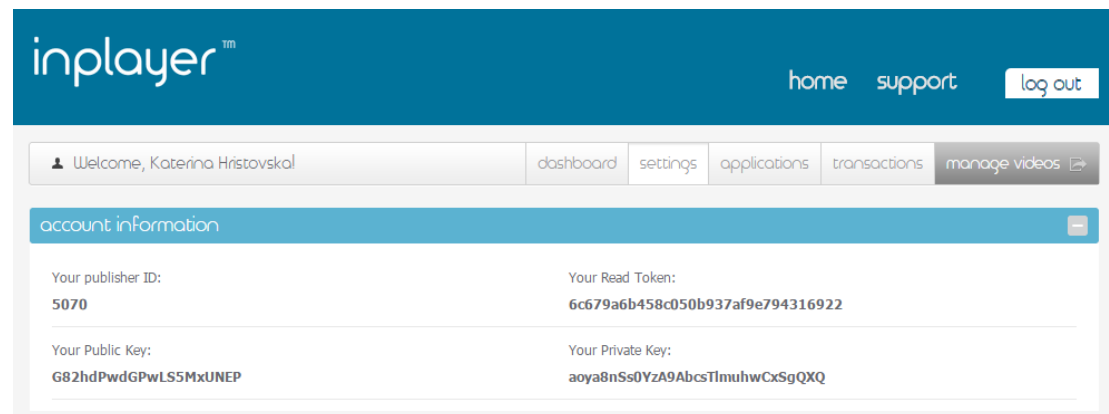 inplayer™
home support log out
Welcome, Katerina Hristovska!
dashboard settings applications transactions manage videos
account information
Your publisher ID: Your Read Token:
5070 6c679a6b458c050b937af9e794316922
Your Public Key: Your Private Key:
G82hdPwdGPwLS5MxUNEP aoya8nSs0YzA9AbcsTlmuhwCxSgQXQ